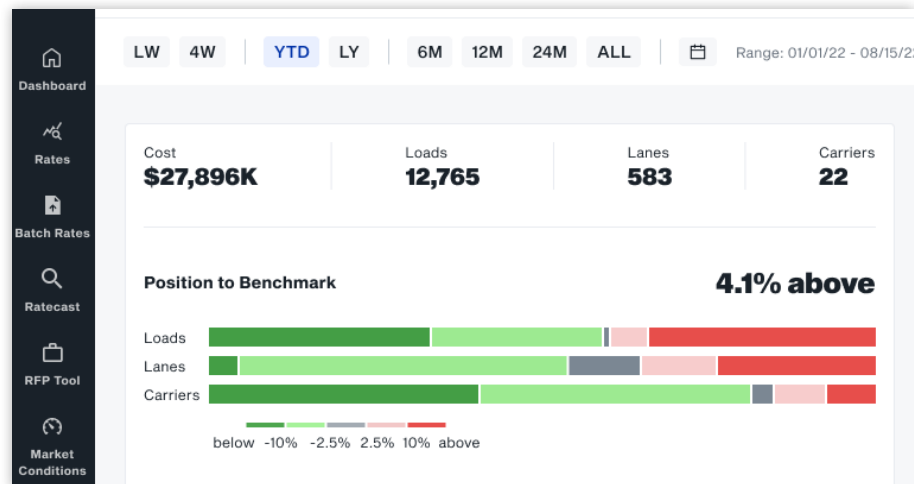 LW 4W YTD LY 6M 12M 24M ALL Range: 01/01/22 - 08/15/2
Dashboard
Rates
Batch Rates
Ratecast
RFP Tool
Market
Conditions
Cost Loads Lanes Carriers
$27,896K 12,765 583 22
Position to Benchmark 4.1% above
Loads
Lanes
Carriers
below -10% -2.5% 2.5% 10% above